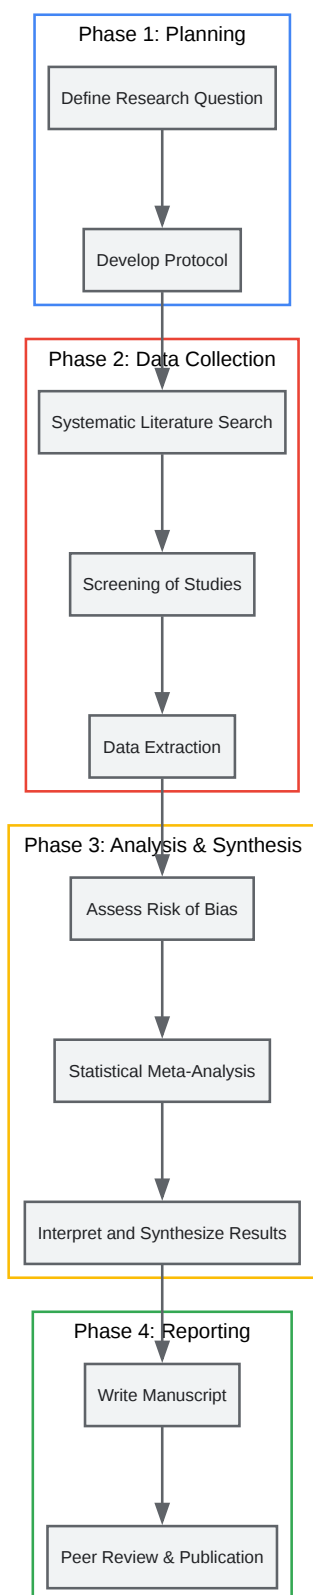 Phase 1: Planning
Define Research Question
Develop Protocol
Phase 2: Data Collection
Systematic Literature Search
Screening of Studies
Data Extraction
Phase 3: Analysis & Synthesis
Assess Risk of Bias
Statistical Meta-Analysis
Interpret and Synthesize Results
Phase 4: Reporting
Write Manuscript
Peer Review & Publication